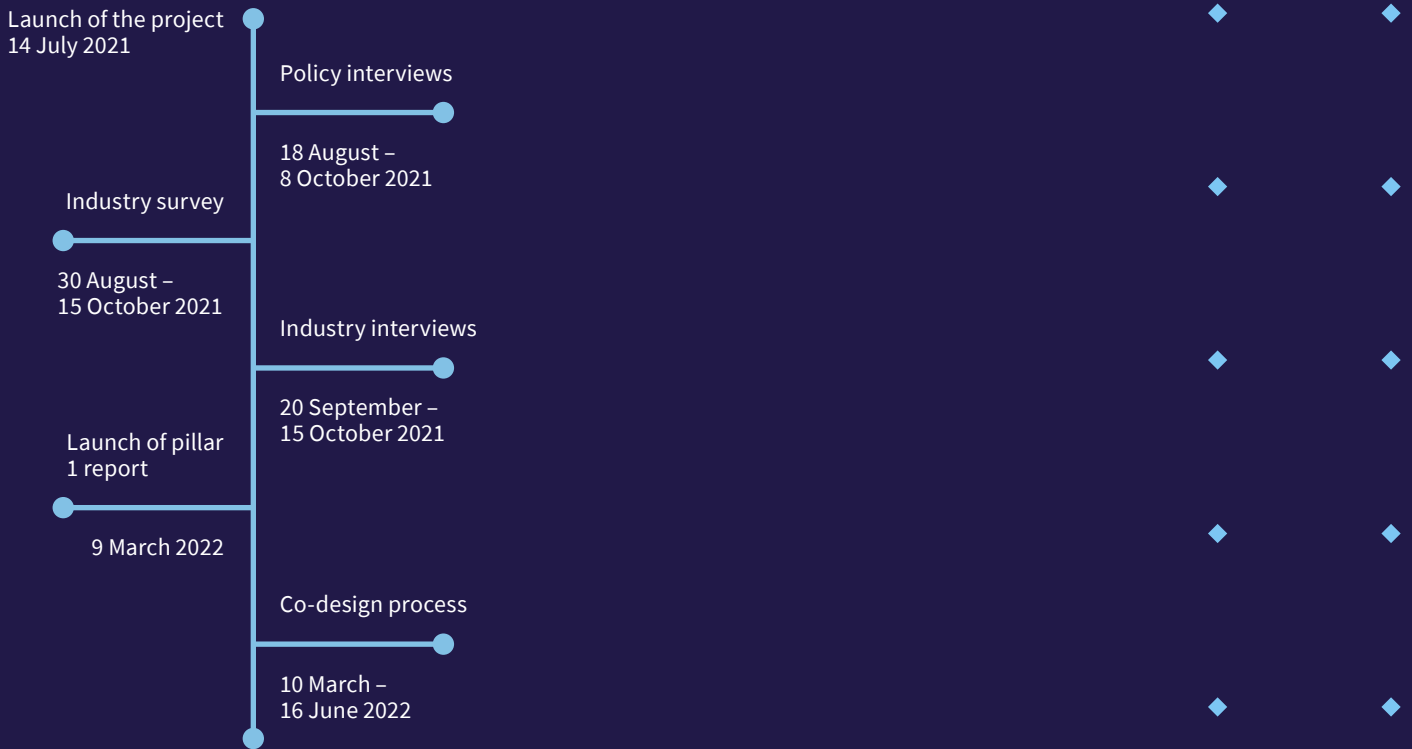 Launch of the project
14 July 2021
Policy interviews
18 August –
8 October 2021
Industry survey
30 August –
15 October 2021
Industry interviews
20 September –
15 October 2021
Launch of pillar
1 report
9 March 2022
Co-design process
10 March –
16 June 2022